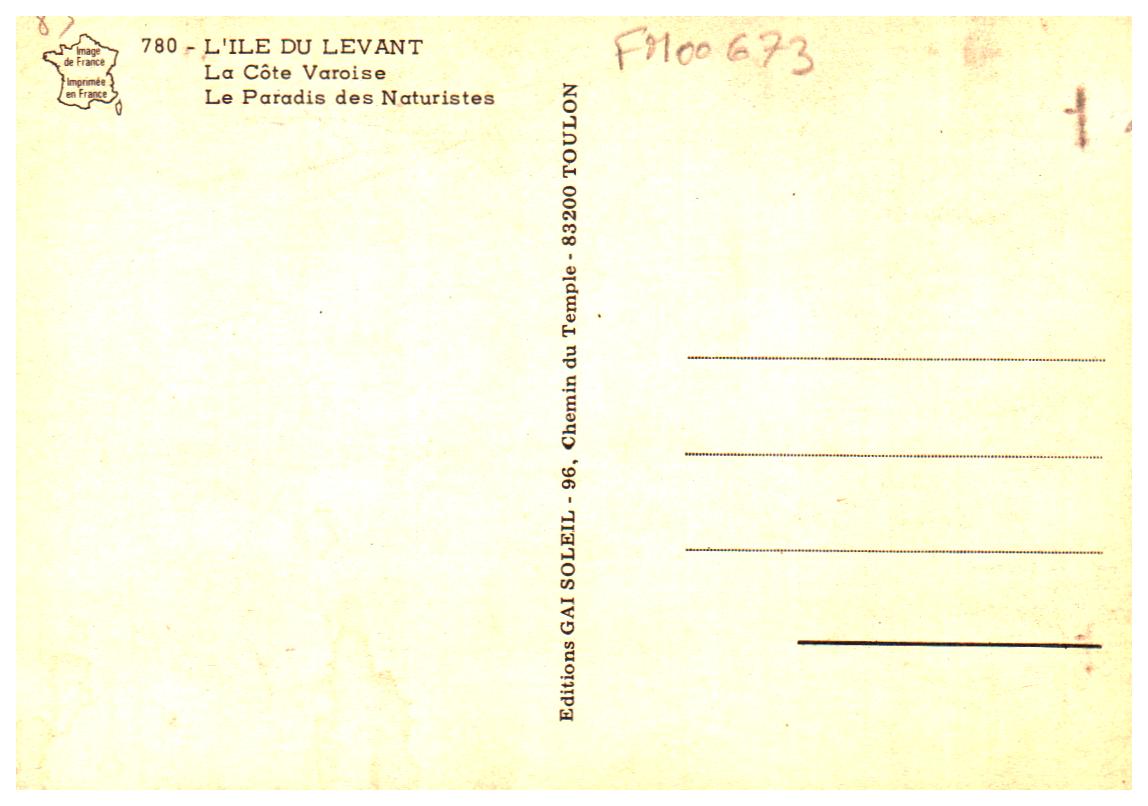 83
Image
de France
Imprimée
en France
780 - L'ILE DU LEVANT
La Côte Varoise
Le Paradis des Naturistes
Editions GAI SOLEIL - 96, Chemin du Temple - 83200 TOULON
FM00673